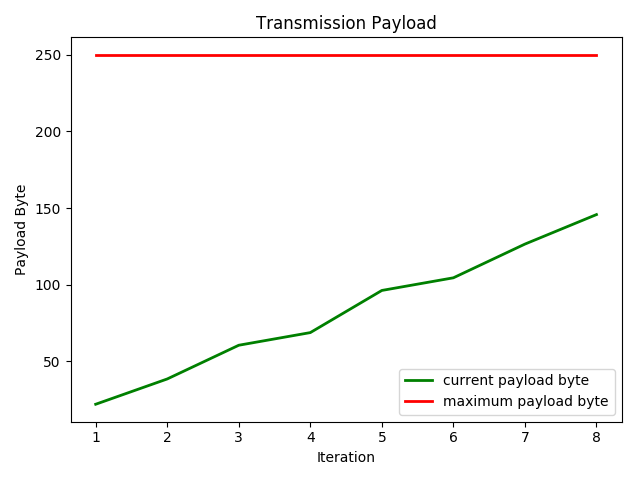 Transmission Payload
Payload Byte
250
200
150
100
50
1 2 3 4 5 6 7 8
Iteration
current payload byte
maximum payload byte